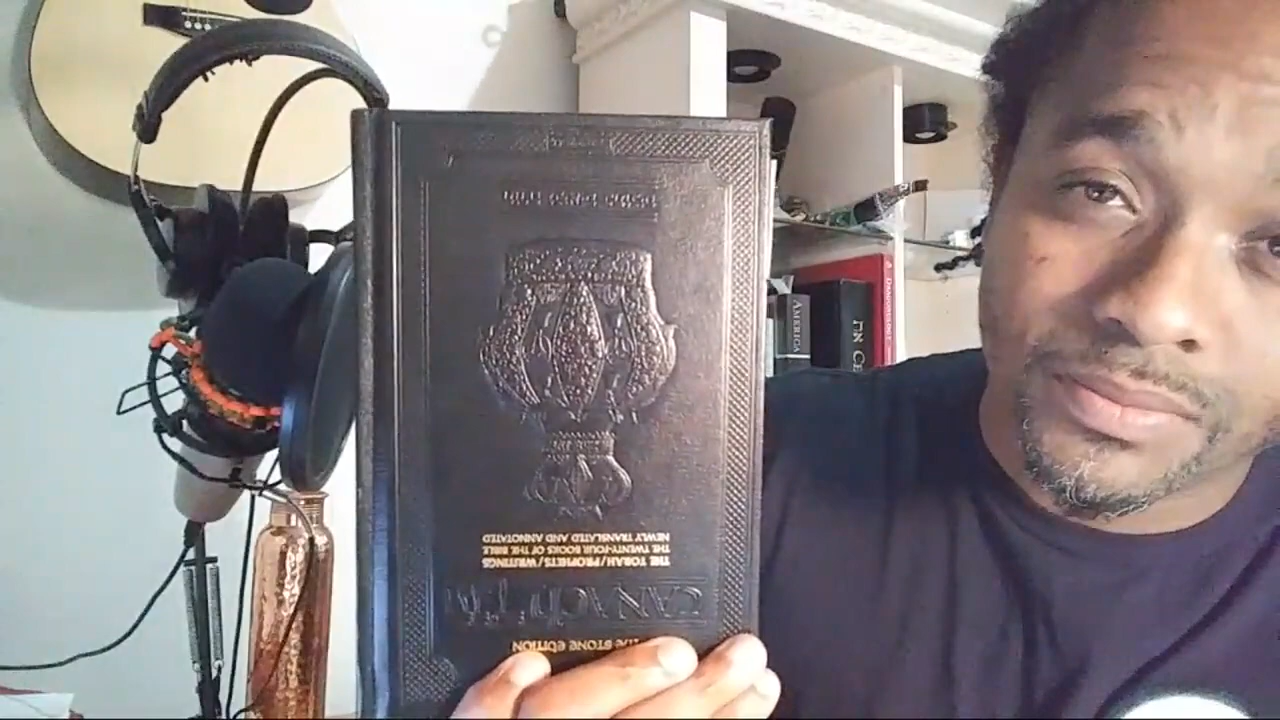 THE STONE EDITION
TANACH
THE TORAH / PROPHETS / WRITINGS
THE TWENTY-FOUR BOOKS OF THE BIBLE
NEWLY TRANSLATED AND ANNOTATED
AMERICA
DRAGONOLOGY